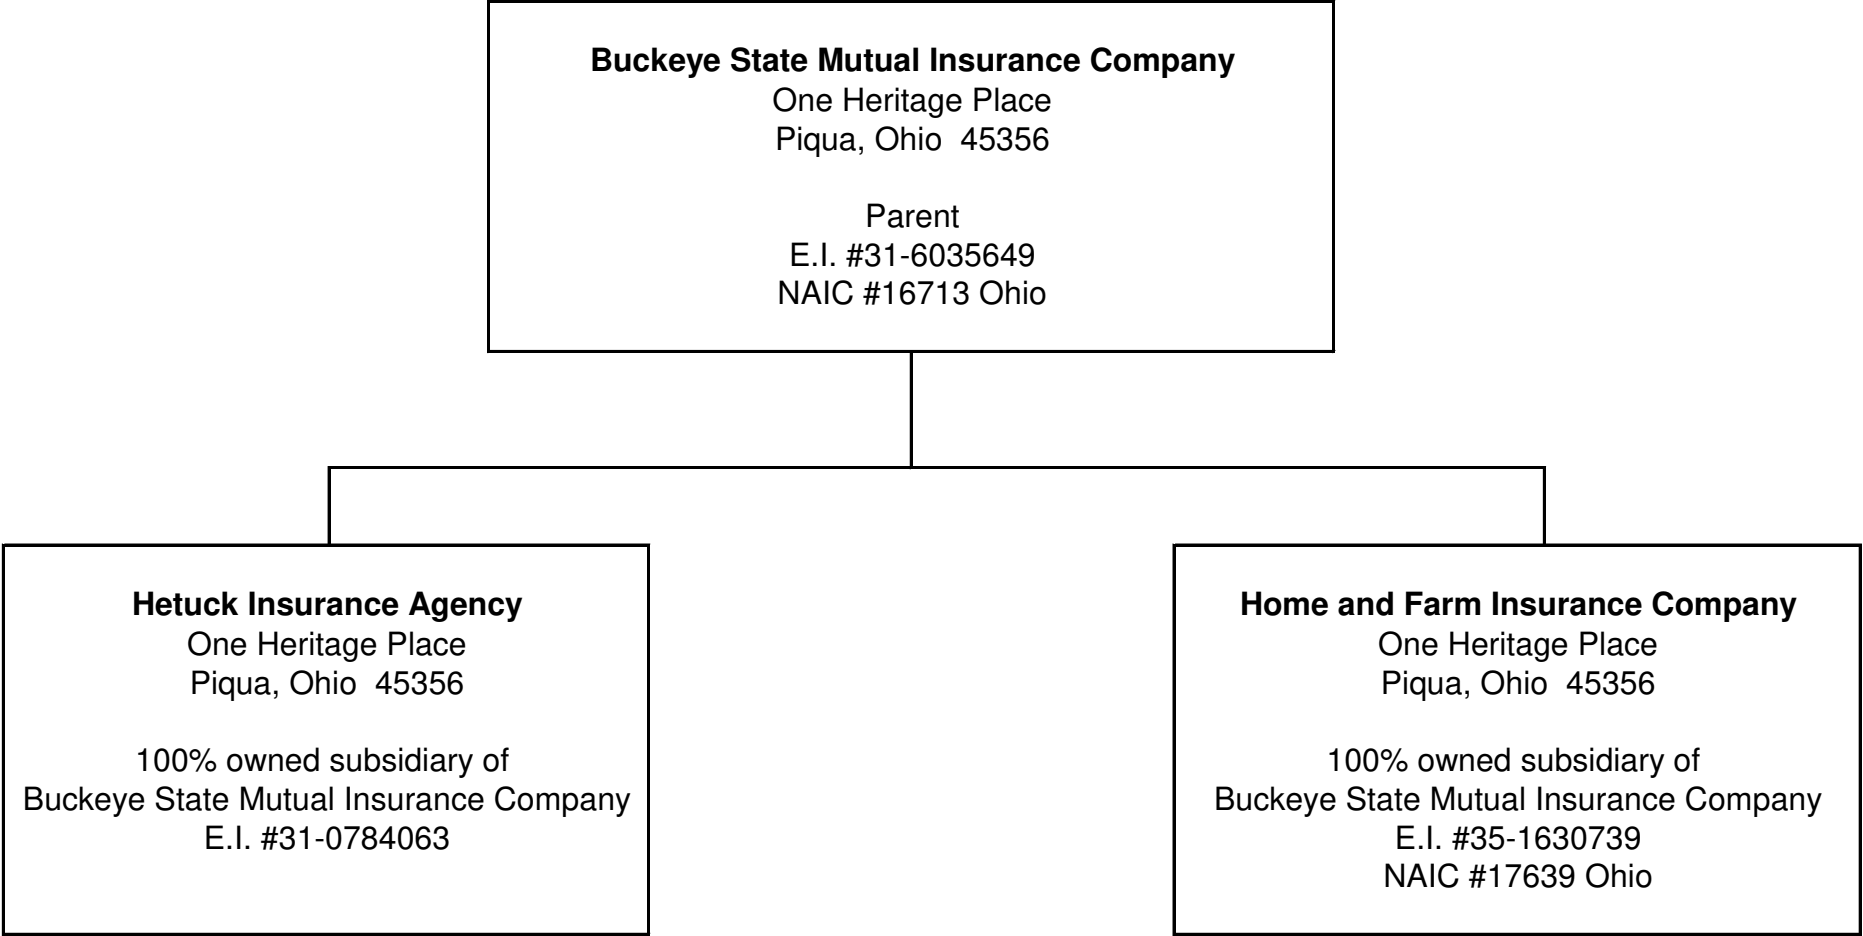 Buckeye State Mutual Insurance Company
One Heritage Place
Piqua, Ohio  45356
Parent
E.I. #31-6035649
NAIC #16713 Ohio
Hetuck Insurance Agency
One Heritage Place
Piqua, Ohio  45356
100% owned subsidiary of
Buckeye State Mutual Insurance Company
E.I. #31-0784063
Home and Farm Insurance Company
One Heritage Place
Piqua, Ohio  45356
100% owned subsidiary of
Buckeye State Mutual Insurance Company
E.I. #35-1630739
NAIC #17639 Ohio